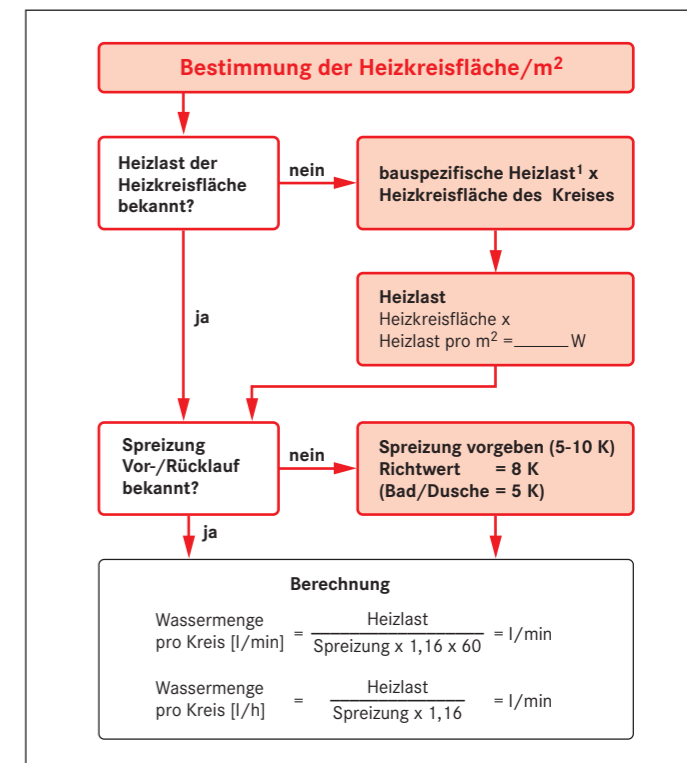 Bestimmung der Heizkreisfläche/m²
Heizlast der
Heizkreisfläche
bekannt?
nein
bauspezifische Heizlast¹ x
Heizkreisfläche des Kreises
Heizlast
Heizkreisfläche x
Heizlast pro m² =______ W
ja
Spreizung
Vor-/Rücklauf
bekannt?
nein
Spreizung vorgeben (5-10 K)
Richtwert = 8 K
(Bad/Dusche = 5 K)
ja
Berechnung
Wassermenge
pro Kreis [l/min]
=
Heizlast
Spreizung x 1,16 x 60
= l/min
Wassermenge
pro Kreis [l/h]
=
Heizlast
Spreizung x 1,16
= l/min